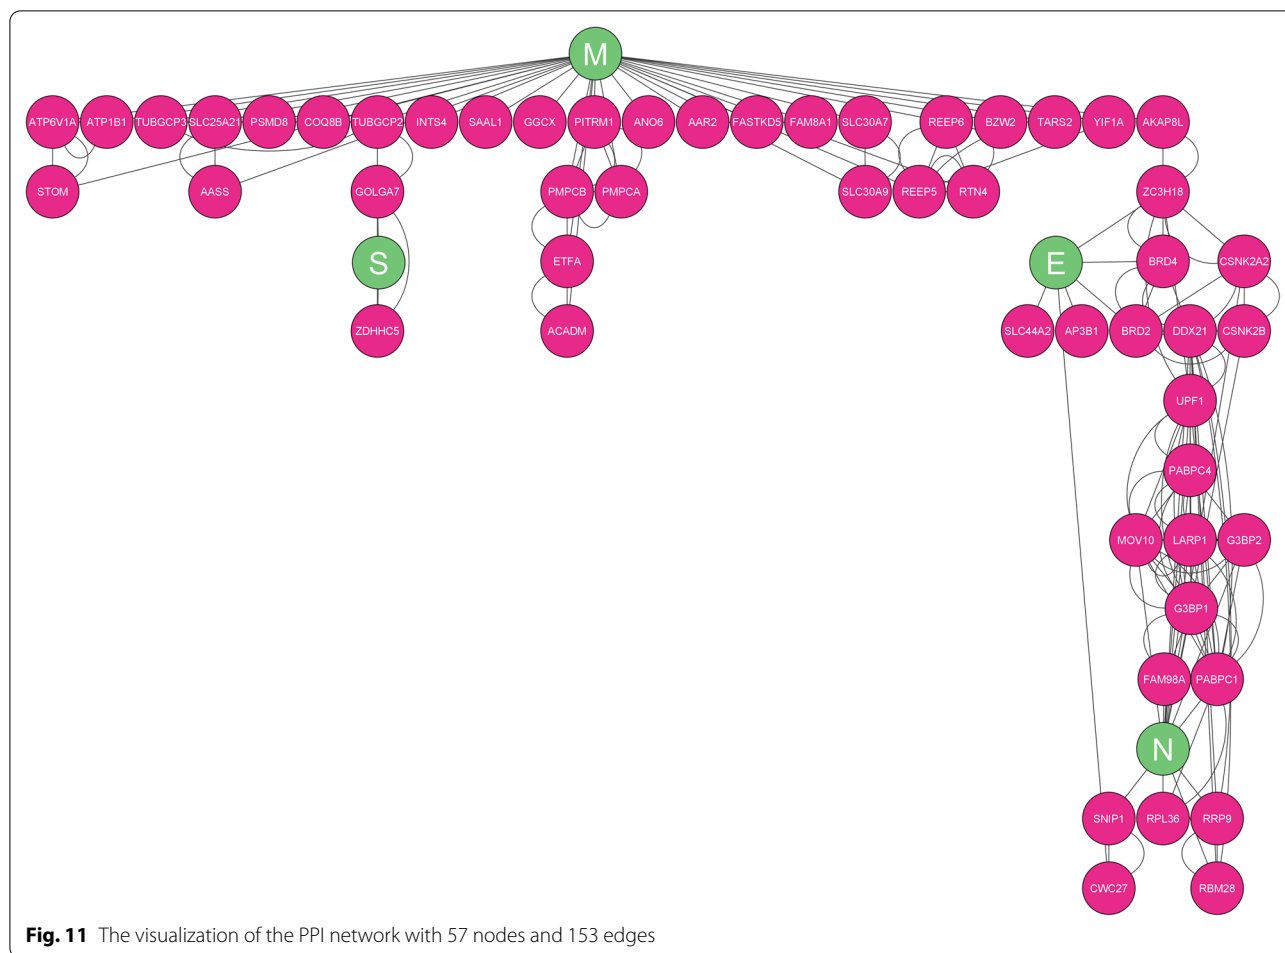 M
ATP6V1A ATP1B1 TUBGCP3 SLC25A21 PSMD8 COQ8B TUBGCP2 INTS4 SAAL1 GGCX PITRM1 ANO6 AAR2 FASTKD5 FAM8A1 SLC30A7 REEP6 BZW2 TARS2 YIF1A AKAP8L
STOM AASS GOLGA7 PMPCB PMPCA SLC30A9 REEP5 RTN4 ZC3H18
S ETFA E BRD4 CSNK2A2
ZDHHC5 ACADM SLC44A2 AP3B1 BRD2 DDX21 CSNK2B
UPF1
PABPC4
MOV10 LARP1 G3BP2
G3BP1
FAM98A PABPC1
N
SNIP1 RPL36 RRP9
CWC27 RBM28
Fig. 11 The visualization of the PPI network with 57 nodes and 153 edges